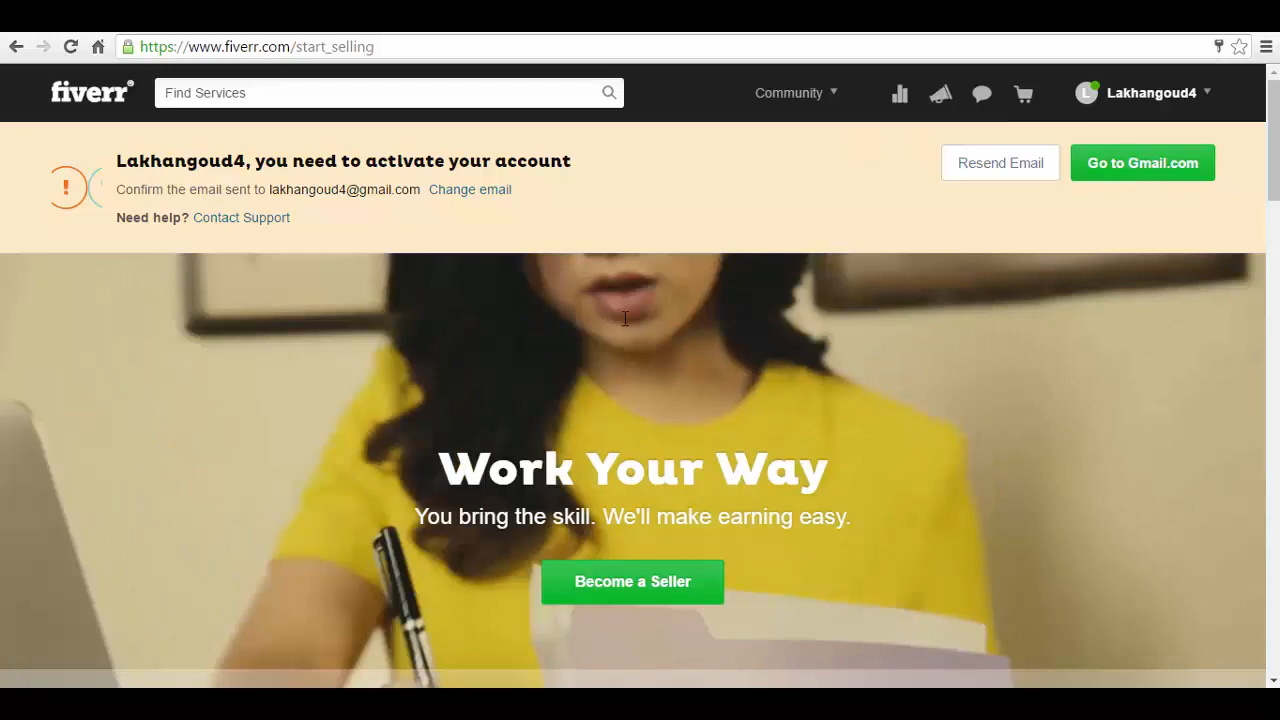 https://www.fiverr.com/start_selling
fiverr®
Find Services
Community
L
Lakhangoud4
!
Lakhangoud4, you need to activate your account
Confirm the email sent to lakhangoud4@gmail.com Change email
Need help? Contact Support
Resend Email
Go to Gmail.com
Work Your Way
You bring the skill. We'll make earning easy.
Become a Seller